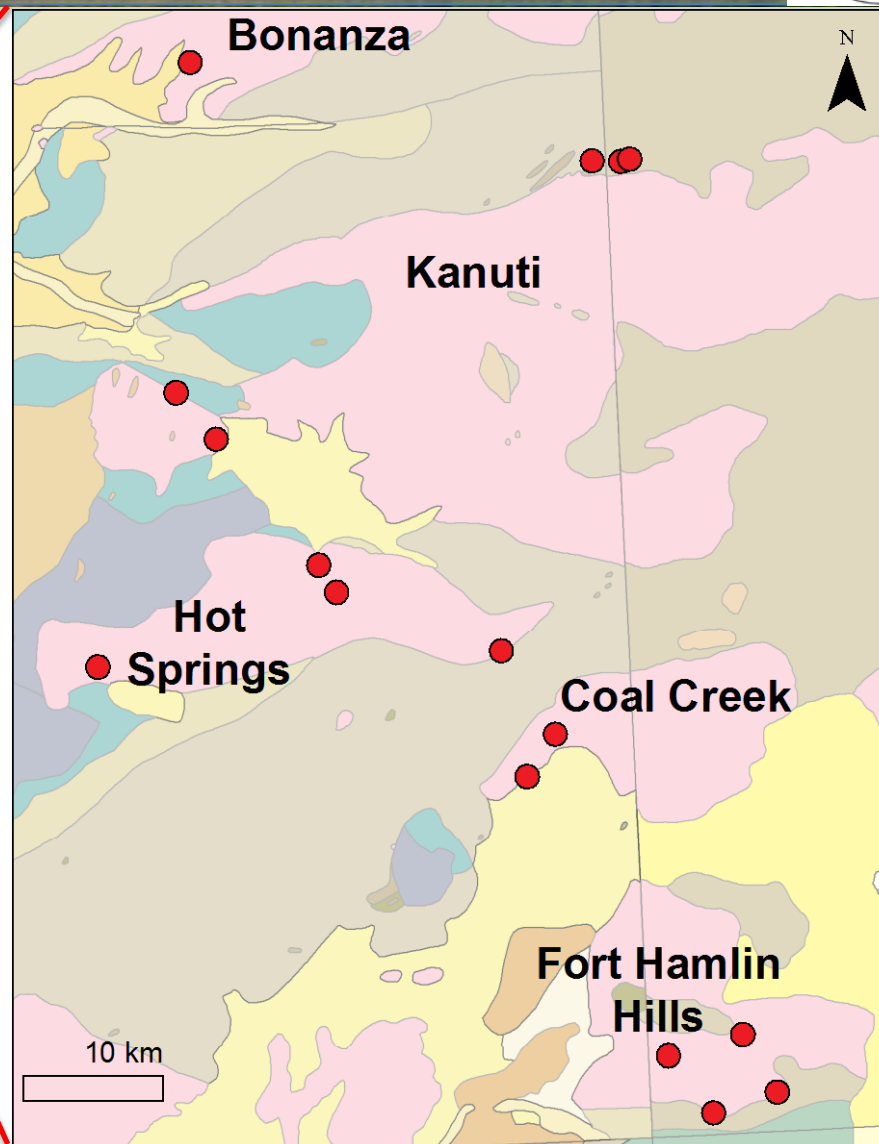 Bonanza
N
Kanuti
Hot
Springs
Coal Creek
Fort Hamlin
Hills
10 km